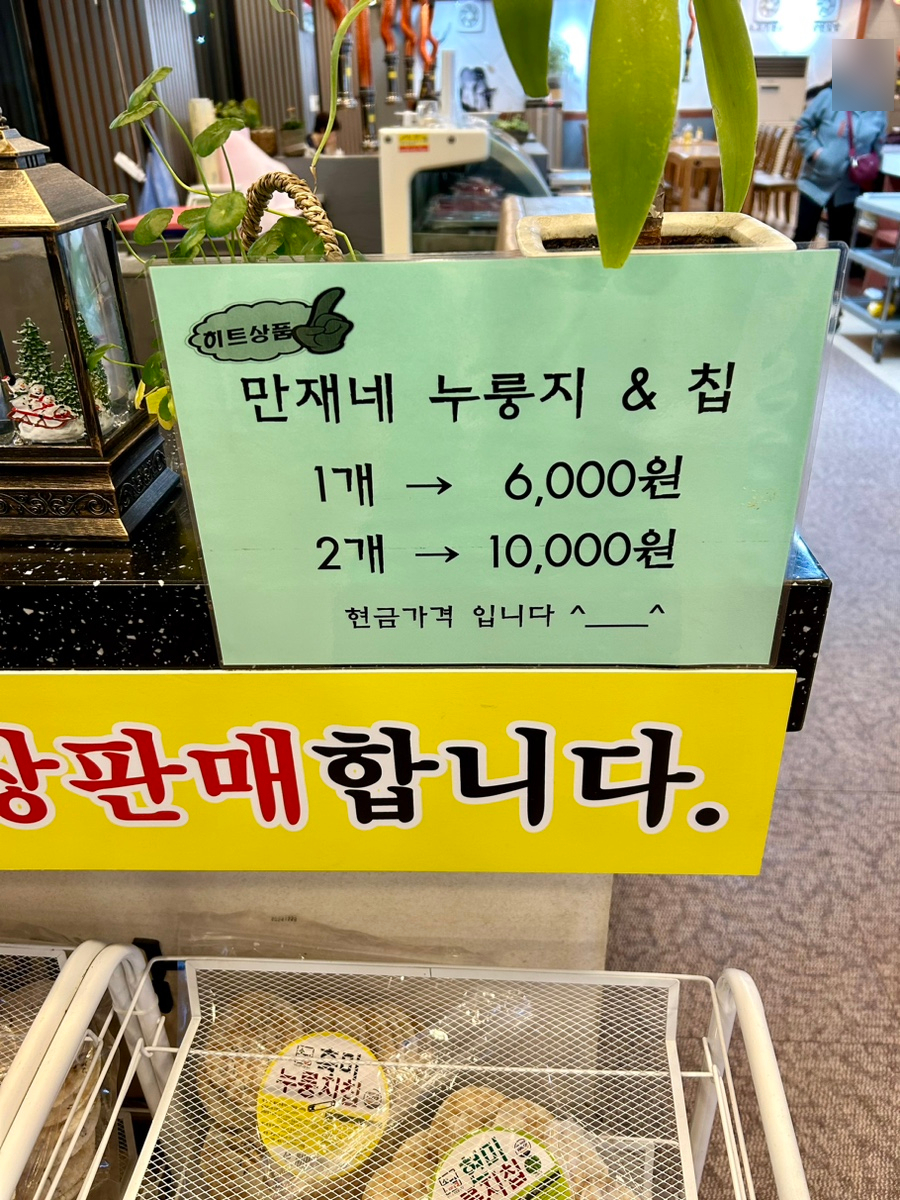 히트상품
만재네 누룽지 & 칩
1개 → 6,000원
2개 → 10,000원
현금가격 입니다 ^____^
상판매합니다.
누룽지칩
현미